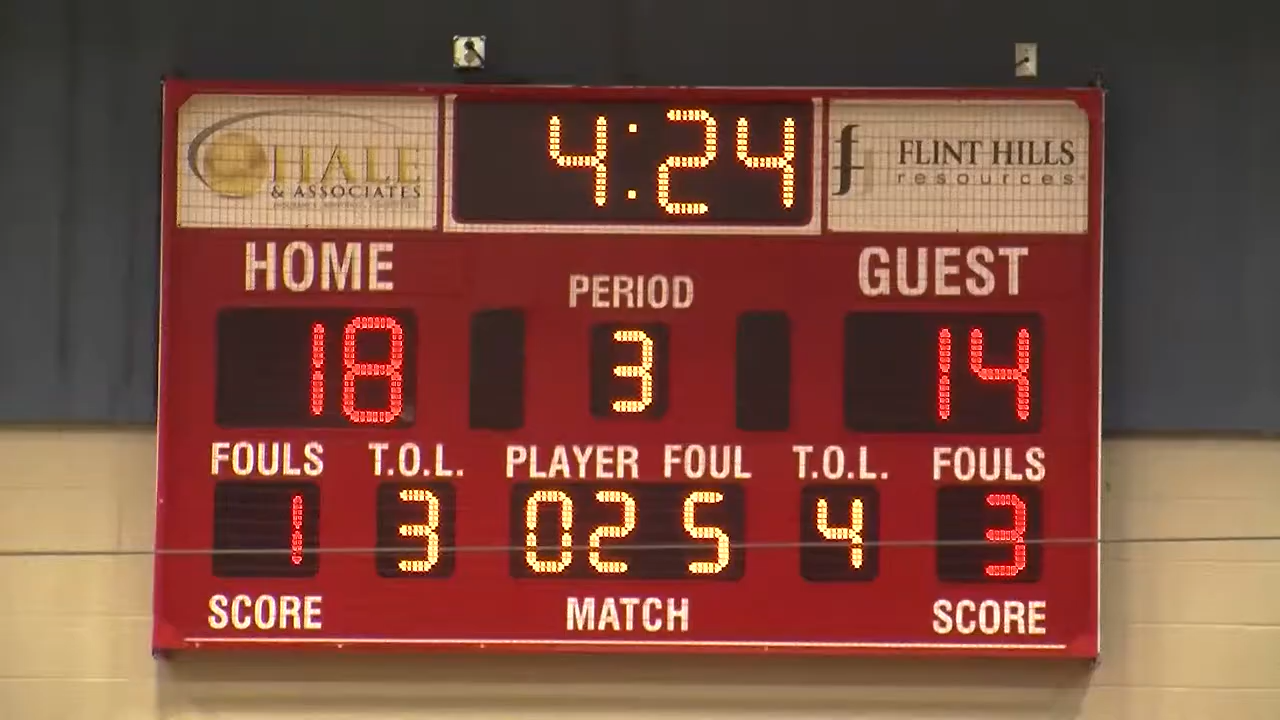 HALE
& ASSOCIATES
4:24
FLINT HILLS
resources
HOME
PERIOD
GUEST
18
3
14
FOULS T.O.L. PLAYER FOUL T.O.L. FOULS
1 3 02 5 4 3
SCORE MATCH SCORE